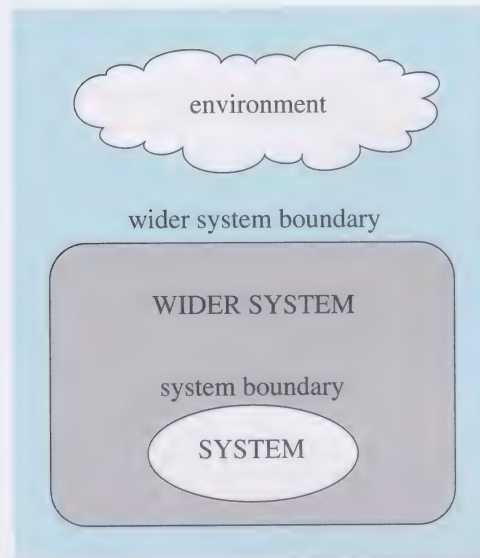 environment
wider system boundary
WIDER SYSTEM
system boundary
SYSTEM